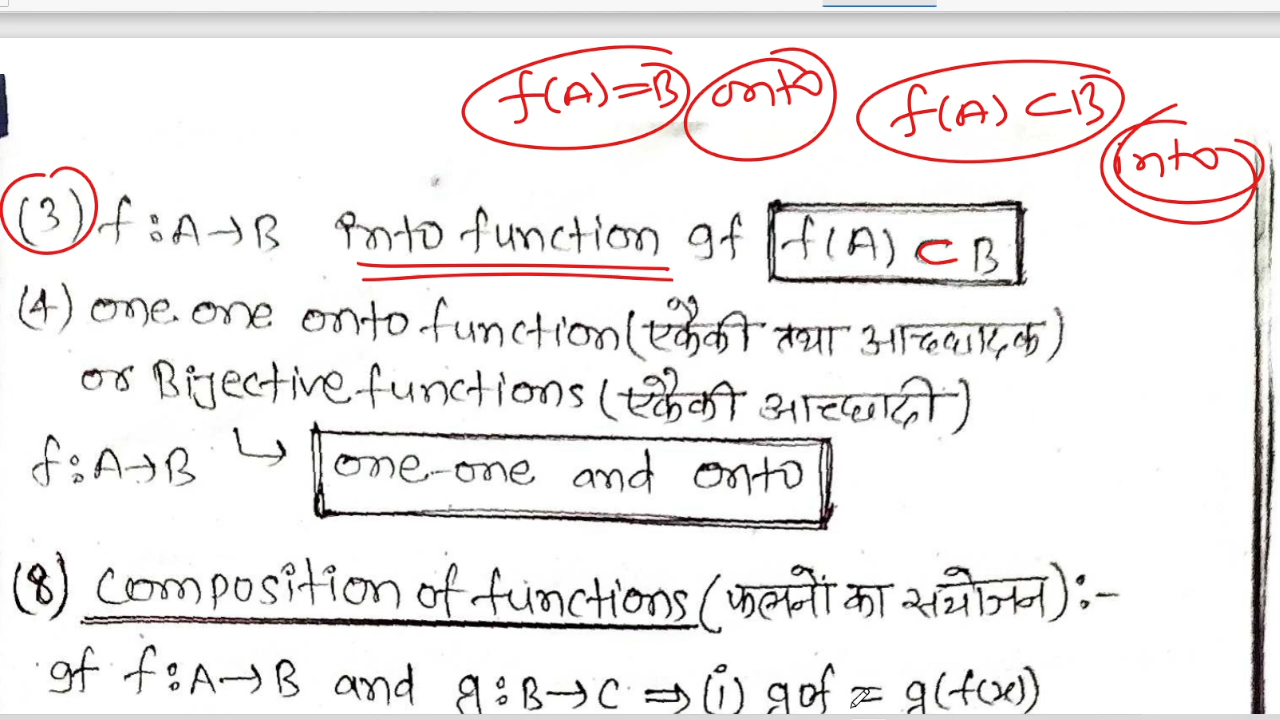 f(A)=B onto f(A) ⊂ B
into
(3) f:A→B into function If f(A) ⊂ B
(4) one-one onto function (एकैकी तथा आच्छादक)
or Bijective functions (एकैकी आच्छादी)
f:A→B ↳ one-one and onto
(8) Composition of functions (फलनों का संयोजन):-
If f:A→B and g:B→C ⇒ (i) gof = g(f(x))